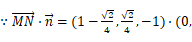 ∵ $\overrightarrow{MN} \cdot \vec{n} = (1 - \frac{\sqrt{2}}{4}, \frac{\sqrt{2}}{4}, -1) \cdot (0,$